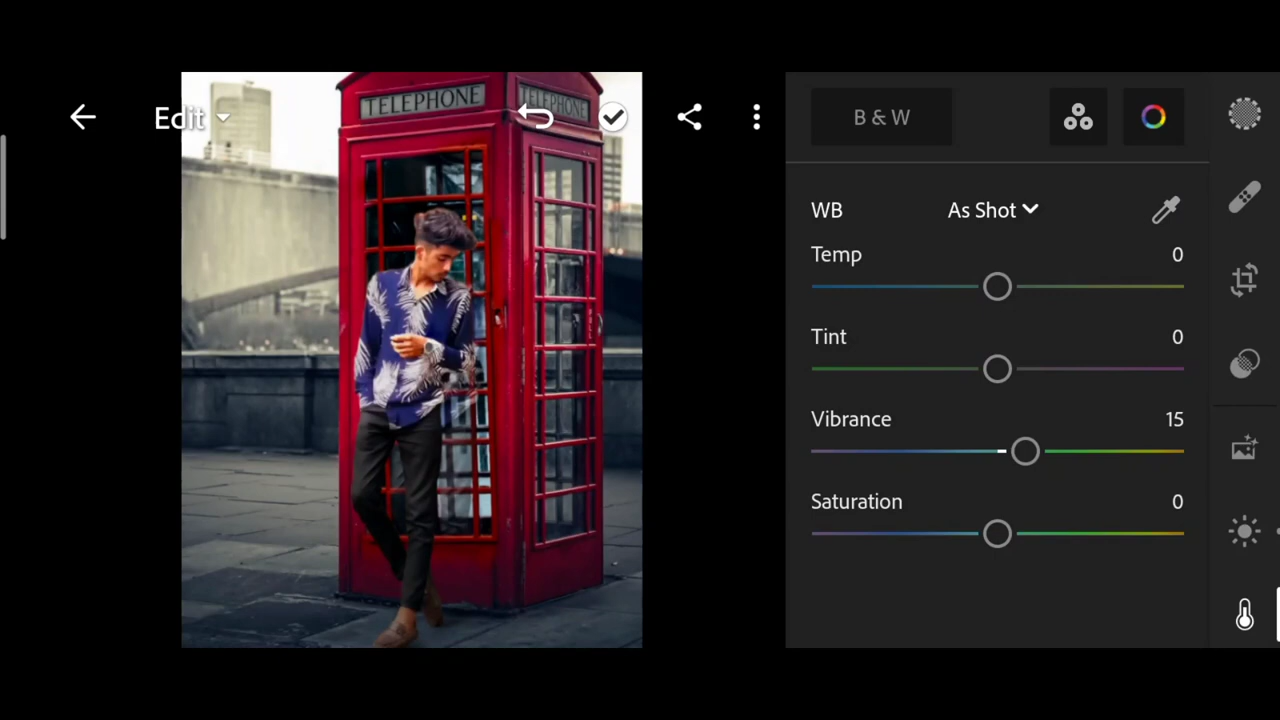 Edit
TELEPHONE
TELEPHONE
B & W
WB
As Shot
Temp
0
Tint
0
Vibrance
15
Saturation
0